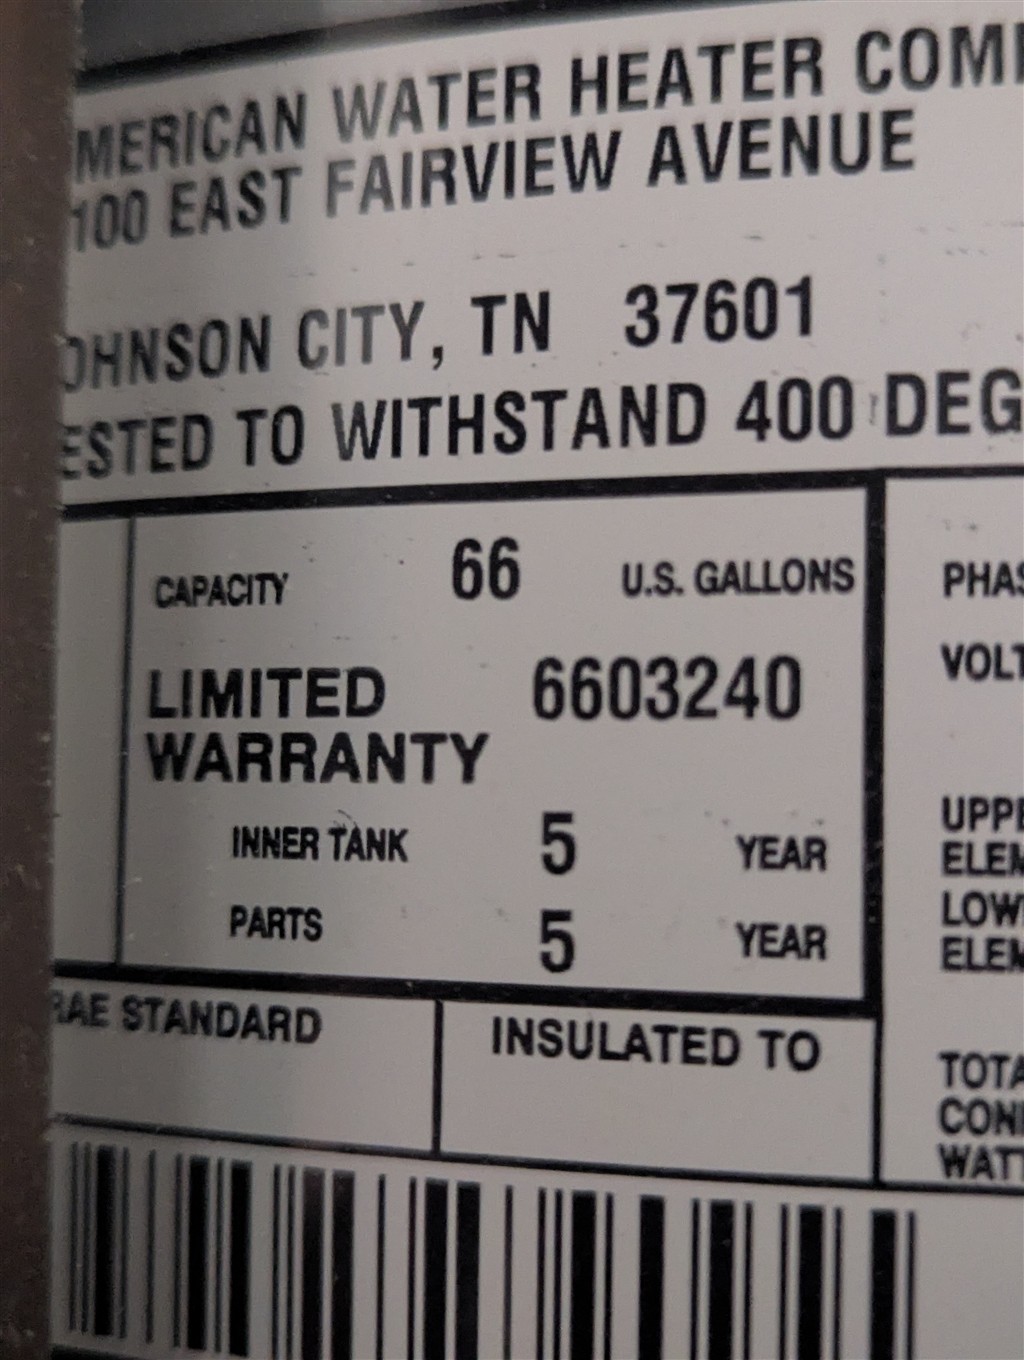 MERICAN WATER HEATER COM
100 EAST FAIRVIEW AVENUE
OHNSON CITY, TN 37601
ESTED TO WITHSTAND 400 DEG
CAPACITY 66 U.S. GALLONS
LIMITED 6603240
WARRANTY
INNER TANK 5 YEAR
PARTS 5 YEAR
RAE STANDARD
INSULATED TO
PHAS
VOLT
UPPE
ELEM
LOW
ELEM
TOTA
CON
WATT